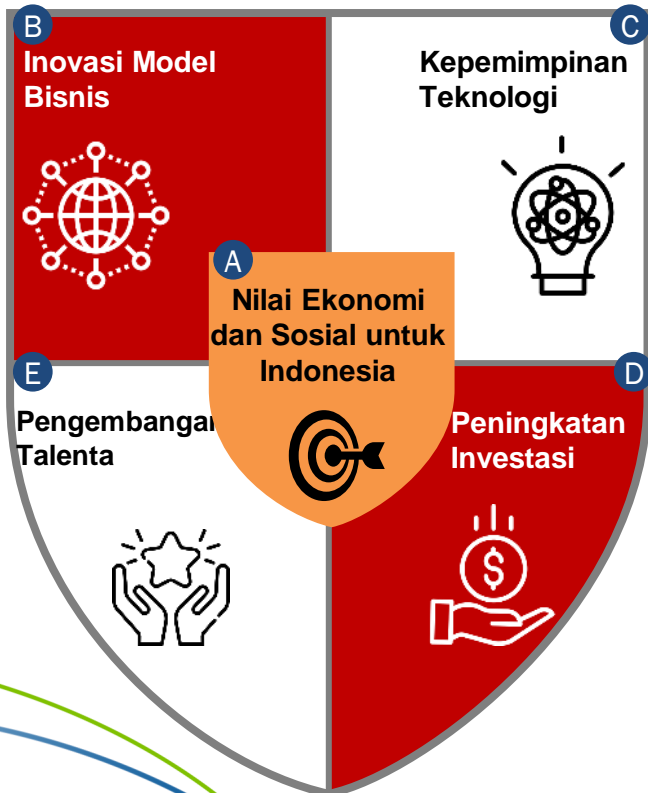 B
Inovasi Model
Bisnis
C
Kepemimpinan
Teknologi
A
Nilai Ekonomi
dan Sosial untuk
Indonesia
E
Pengembangan
Talenta
D
Peningkatan
Investasi
$